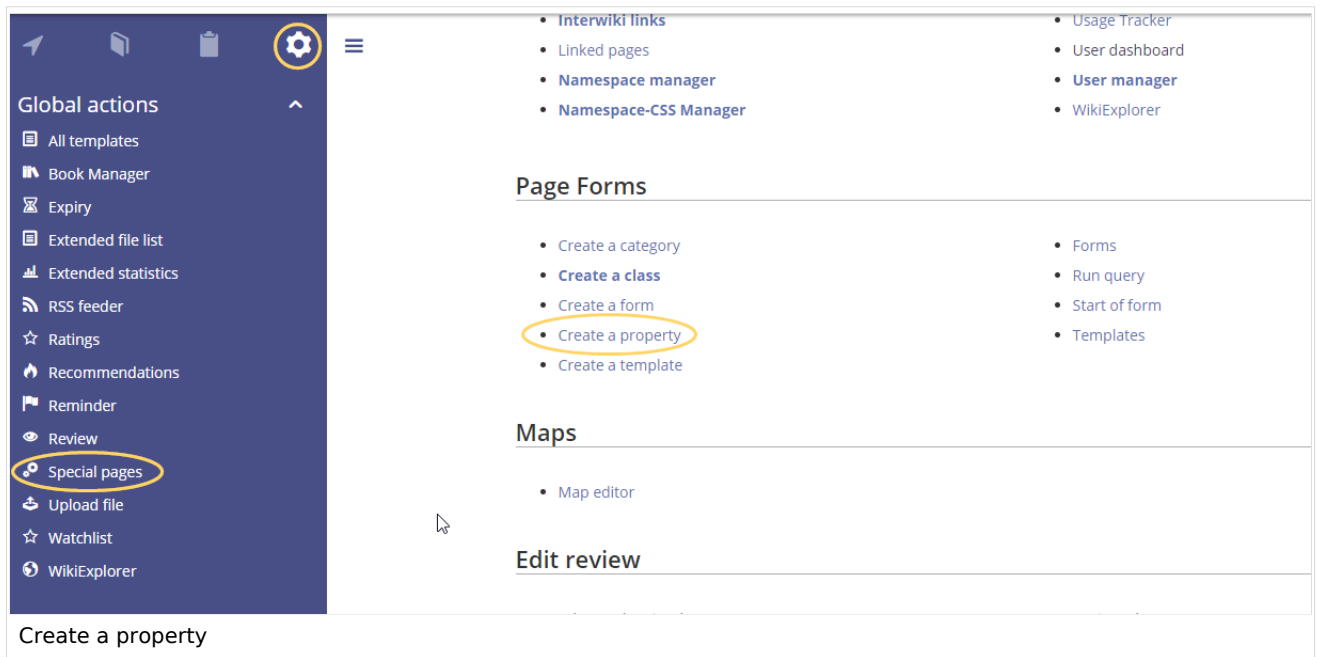 Global actions
All templates
Book Manager
Expiry
Extended file list
Extended statistics
RSS feeder
Ratings
Recommendations
Reminder
Review
Special pages
Upload file
Watchlist
WikiExplorer
Interwiki links
Linked pages
Namespace manager
Namespace-CSS Manager
Usage Tracker
User dashboard
User manager
WikiExplorer
Page Forms
Create a category
Create a class
Create a form
Create a property
Create a template
Forms
Run query
Start of form
Templates
Maps
Map editor
Edit review
Create a property